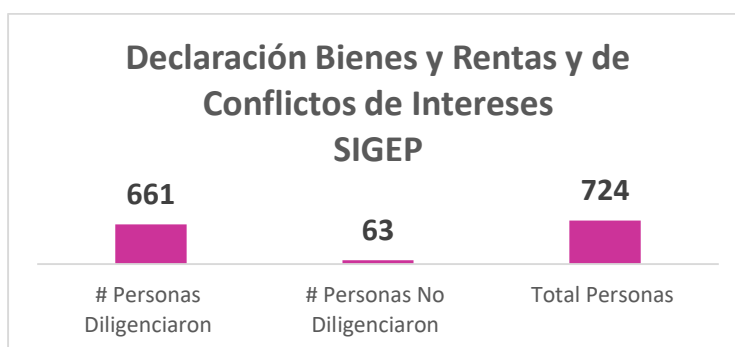 Declaración Bienes y Rentas y de
Conflictos de Intereses
SIGEP
661
63
724
# Personas
Diligenciaron
# Personas No
Diligenciaron
Total Personas